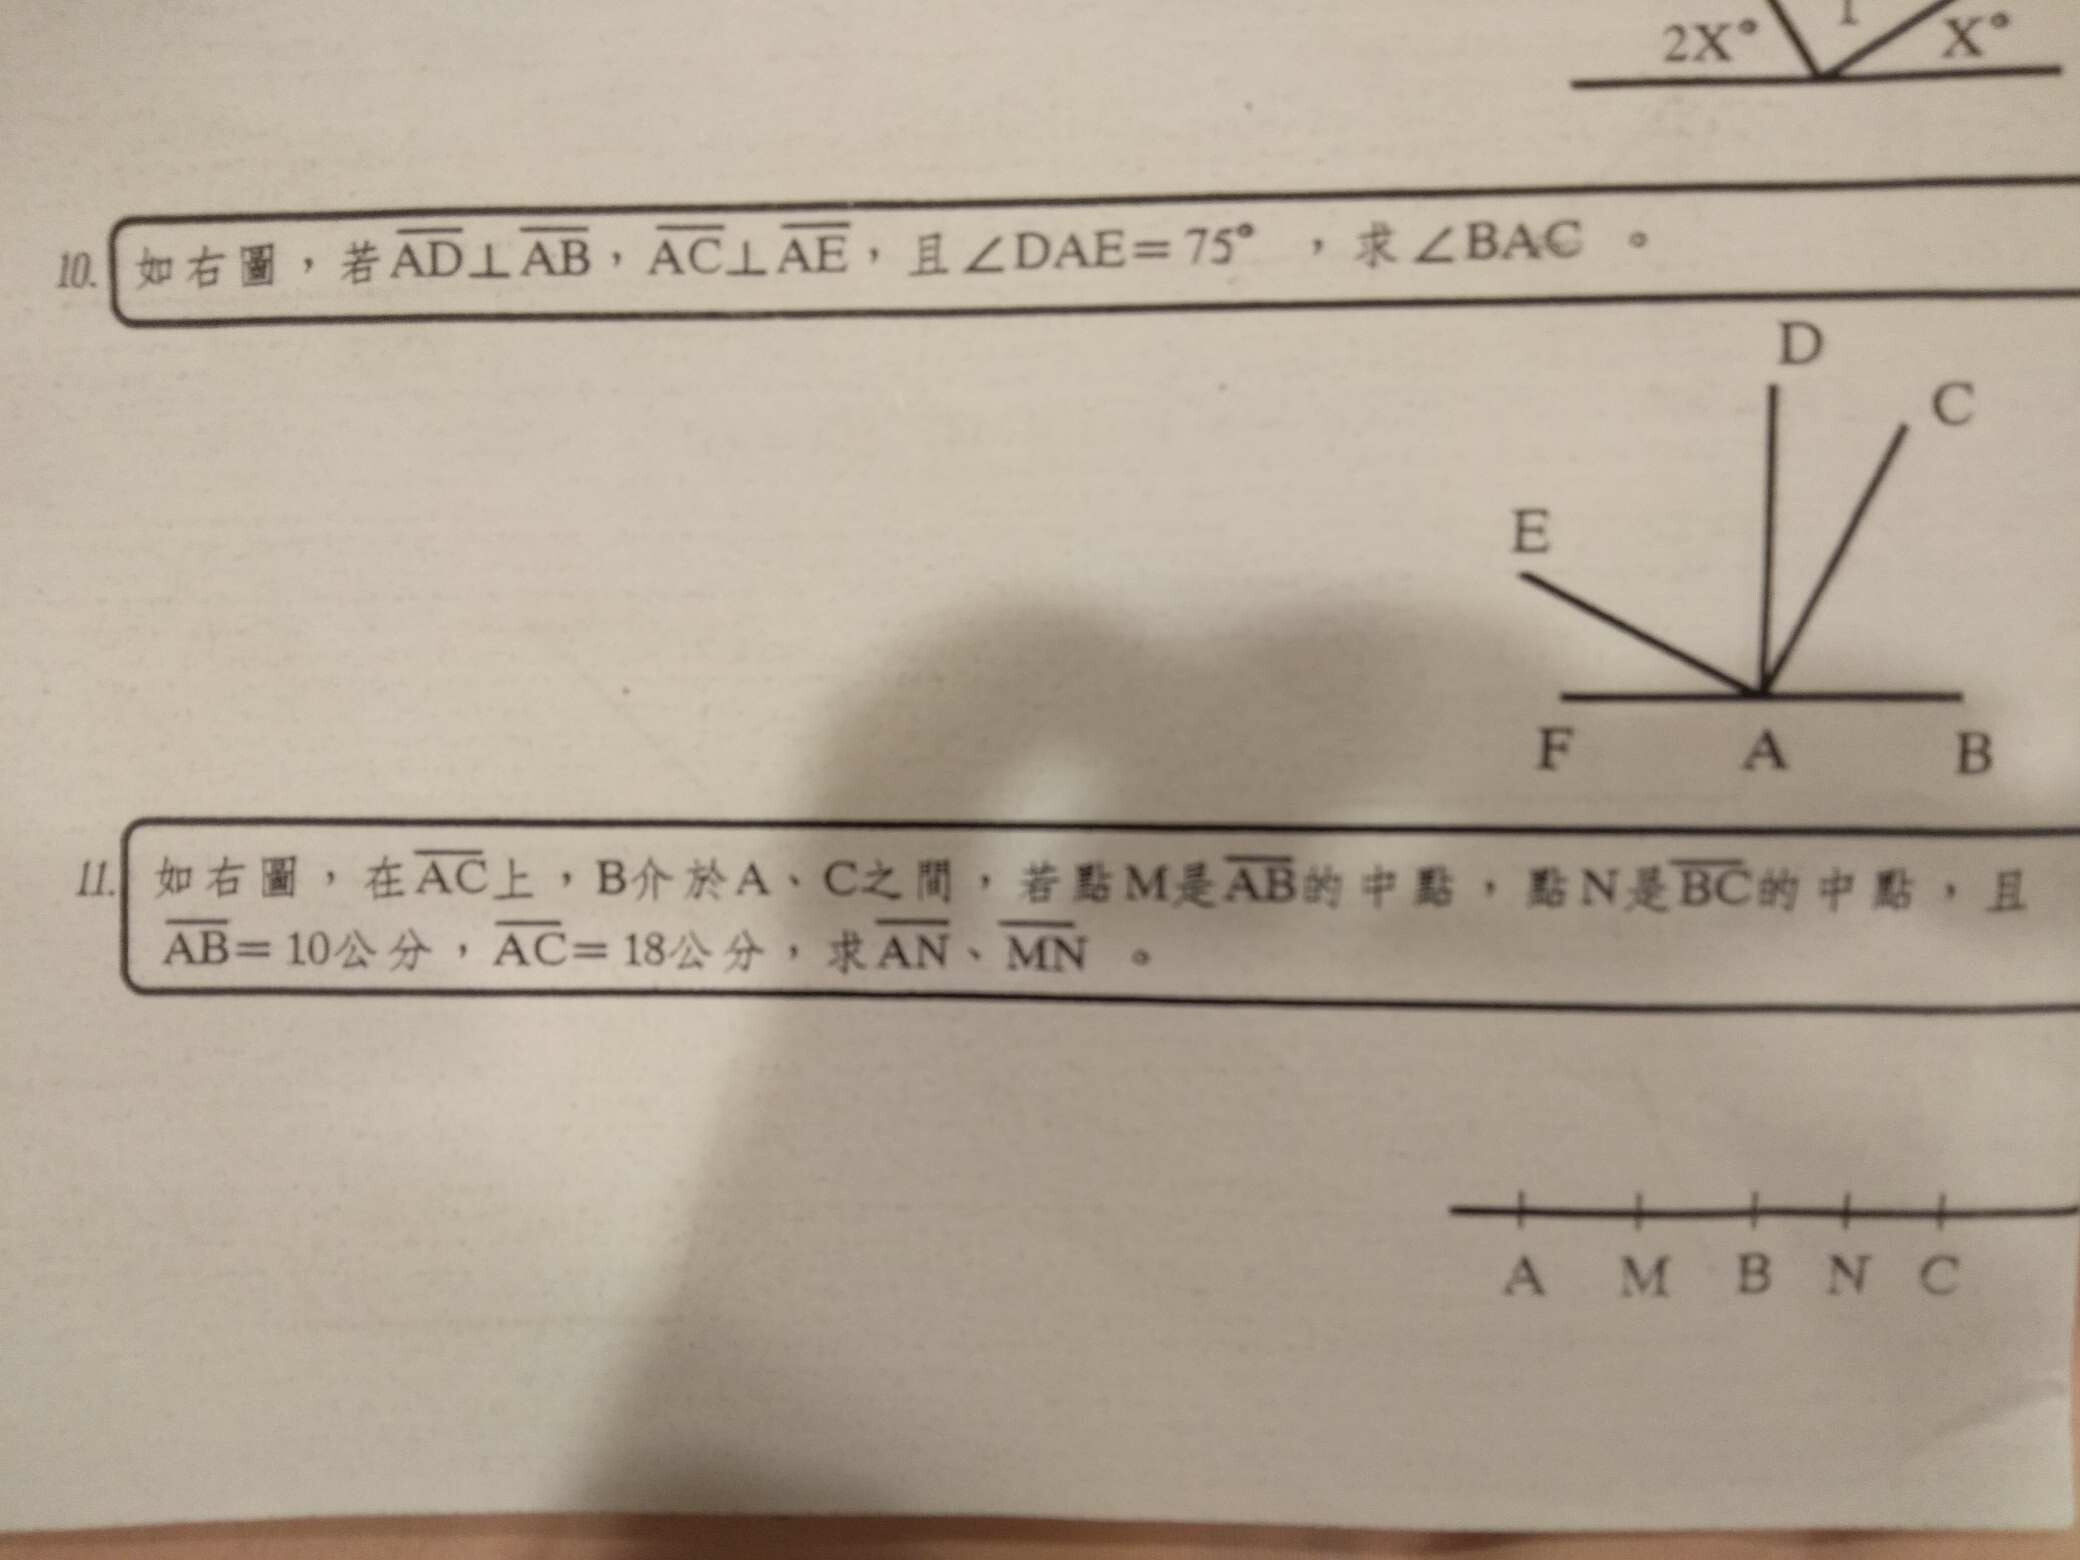 2X° 1 X°
10. 如右圖，若AD⊥AB，AC⊥AE，且∠DAE=75°，求∠BAC。
D
C
E
F A B
11. 如右圖，在AC上，B介於A、C之間，若點M是AB的中點，點N是BC的中點，且
AB=10公分，AC=18公分，求AN、MN。
A M B N C